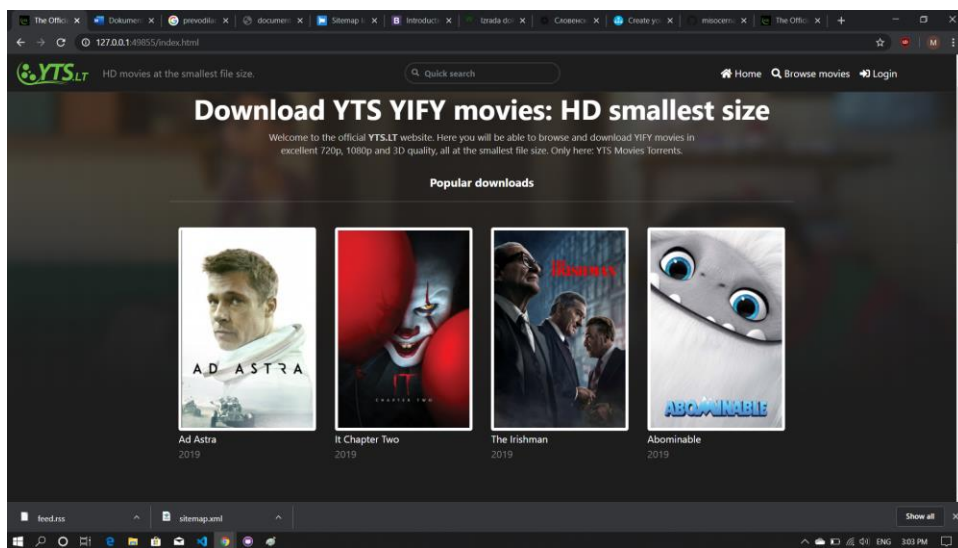 The Offici
Dokumen
prevodilac
documen
Sitemap
Introducti
Izrada do
Словенс
Create yo
misocerna
The Offic
127.0.0.1:49855/index.html
M
YTS.LT
HD movies at the smallest file size.
Quick search
Home
Browse movies
Login
Download YTS YIFY movies: HD smallest size
Welcome to the official YTS.LT website. Here you will be able to browse and download YIFY movies in
excellent 720p, 1080p and 3D quality, all at the smallest file size. Only here: YTS Movies Torrents.
Popular downloads
AD ASTRA
IT
CHAPTER TWO
IRISHMAN
ABOMINABLE
Ad Astra
It Chapter Two
The Irishman
Abominable
2019
2019
2019
2019
feed.rss
sitemap.xml
Show all
ENG
3:03 PM